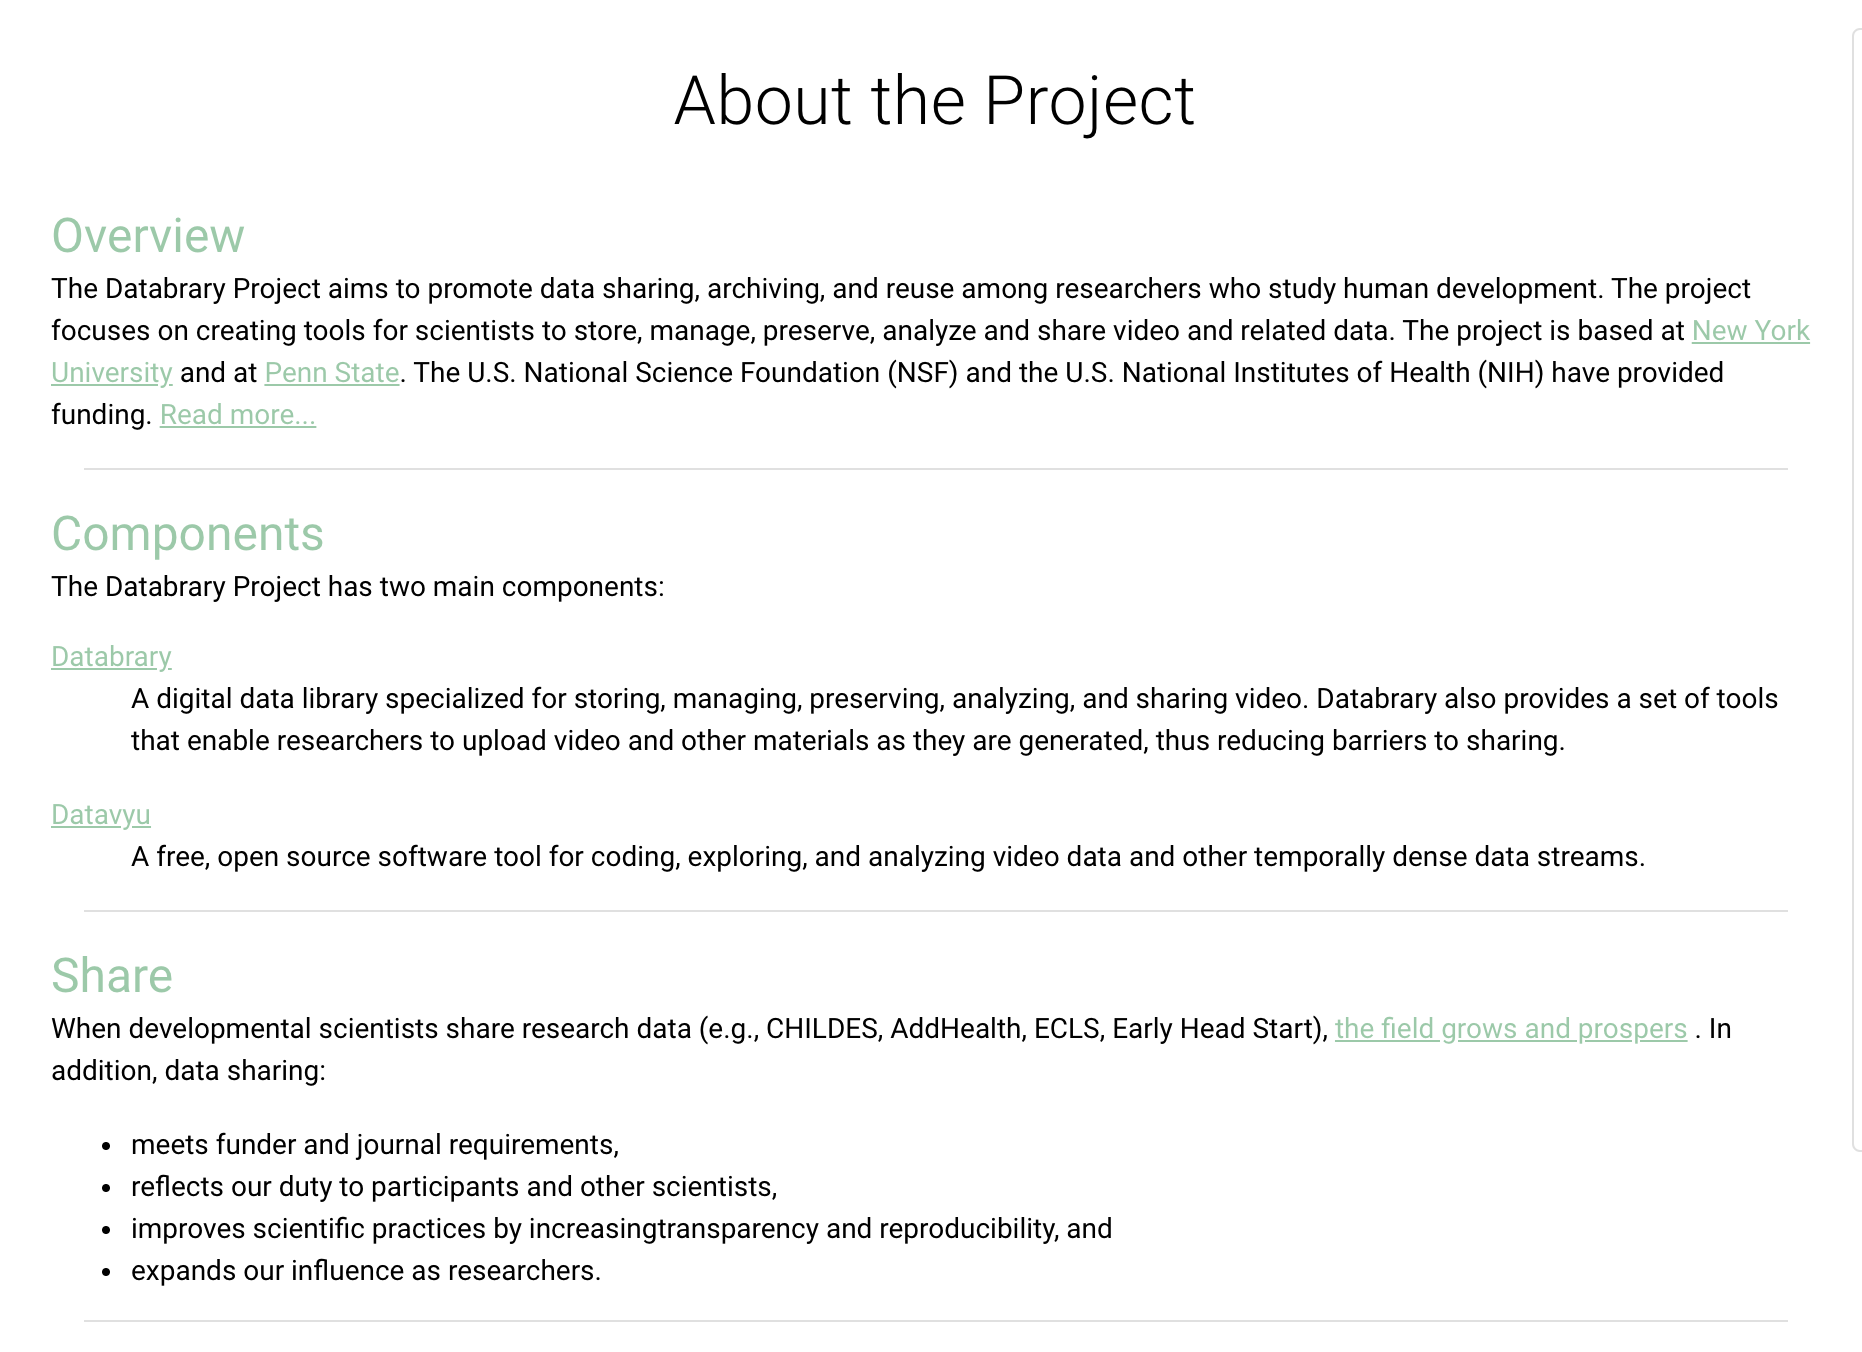 About the Project
Overview
The Databrary Project aims to promote data sharing, archiving, and reuse among researchers who study human development. The project
focuses on creating tools for scientists to store, manage, preserve, analyze and share video and related data. The project is based at New York
University and at Penn State. The U.S. National Science Foundation (NSF) and the U.S. National Institutes of Health (NIH) have provided
funding. Read more...
Components
The Databrary Project has two main components:
Databrary
A digital data library specialized for storing, managing, preserving, analyzing, and sharing video. Databrary also provides a set of tools
that enable researchers to upload video and other materials as they are generated, thus reducing barriers to sharing.
Datavyu
A free, open source software tool for coding, exploring, and analyzing video data and other temporally dense data streams.
Share
When developmental scientists share research data (e.g., CHILDES, AddHealth, ECLS, Early Head Start), the field grows and prospers . In
addition, data sharing:
• meets funder and journal requirements,
• reflects our duty to participants and other scientists,
• improves scientific practices by increasingtransparency and reproducibility, and
• expands our influence as researchers.